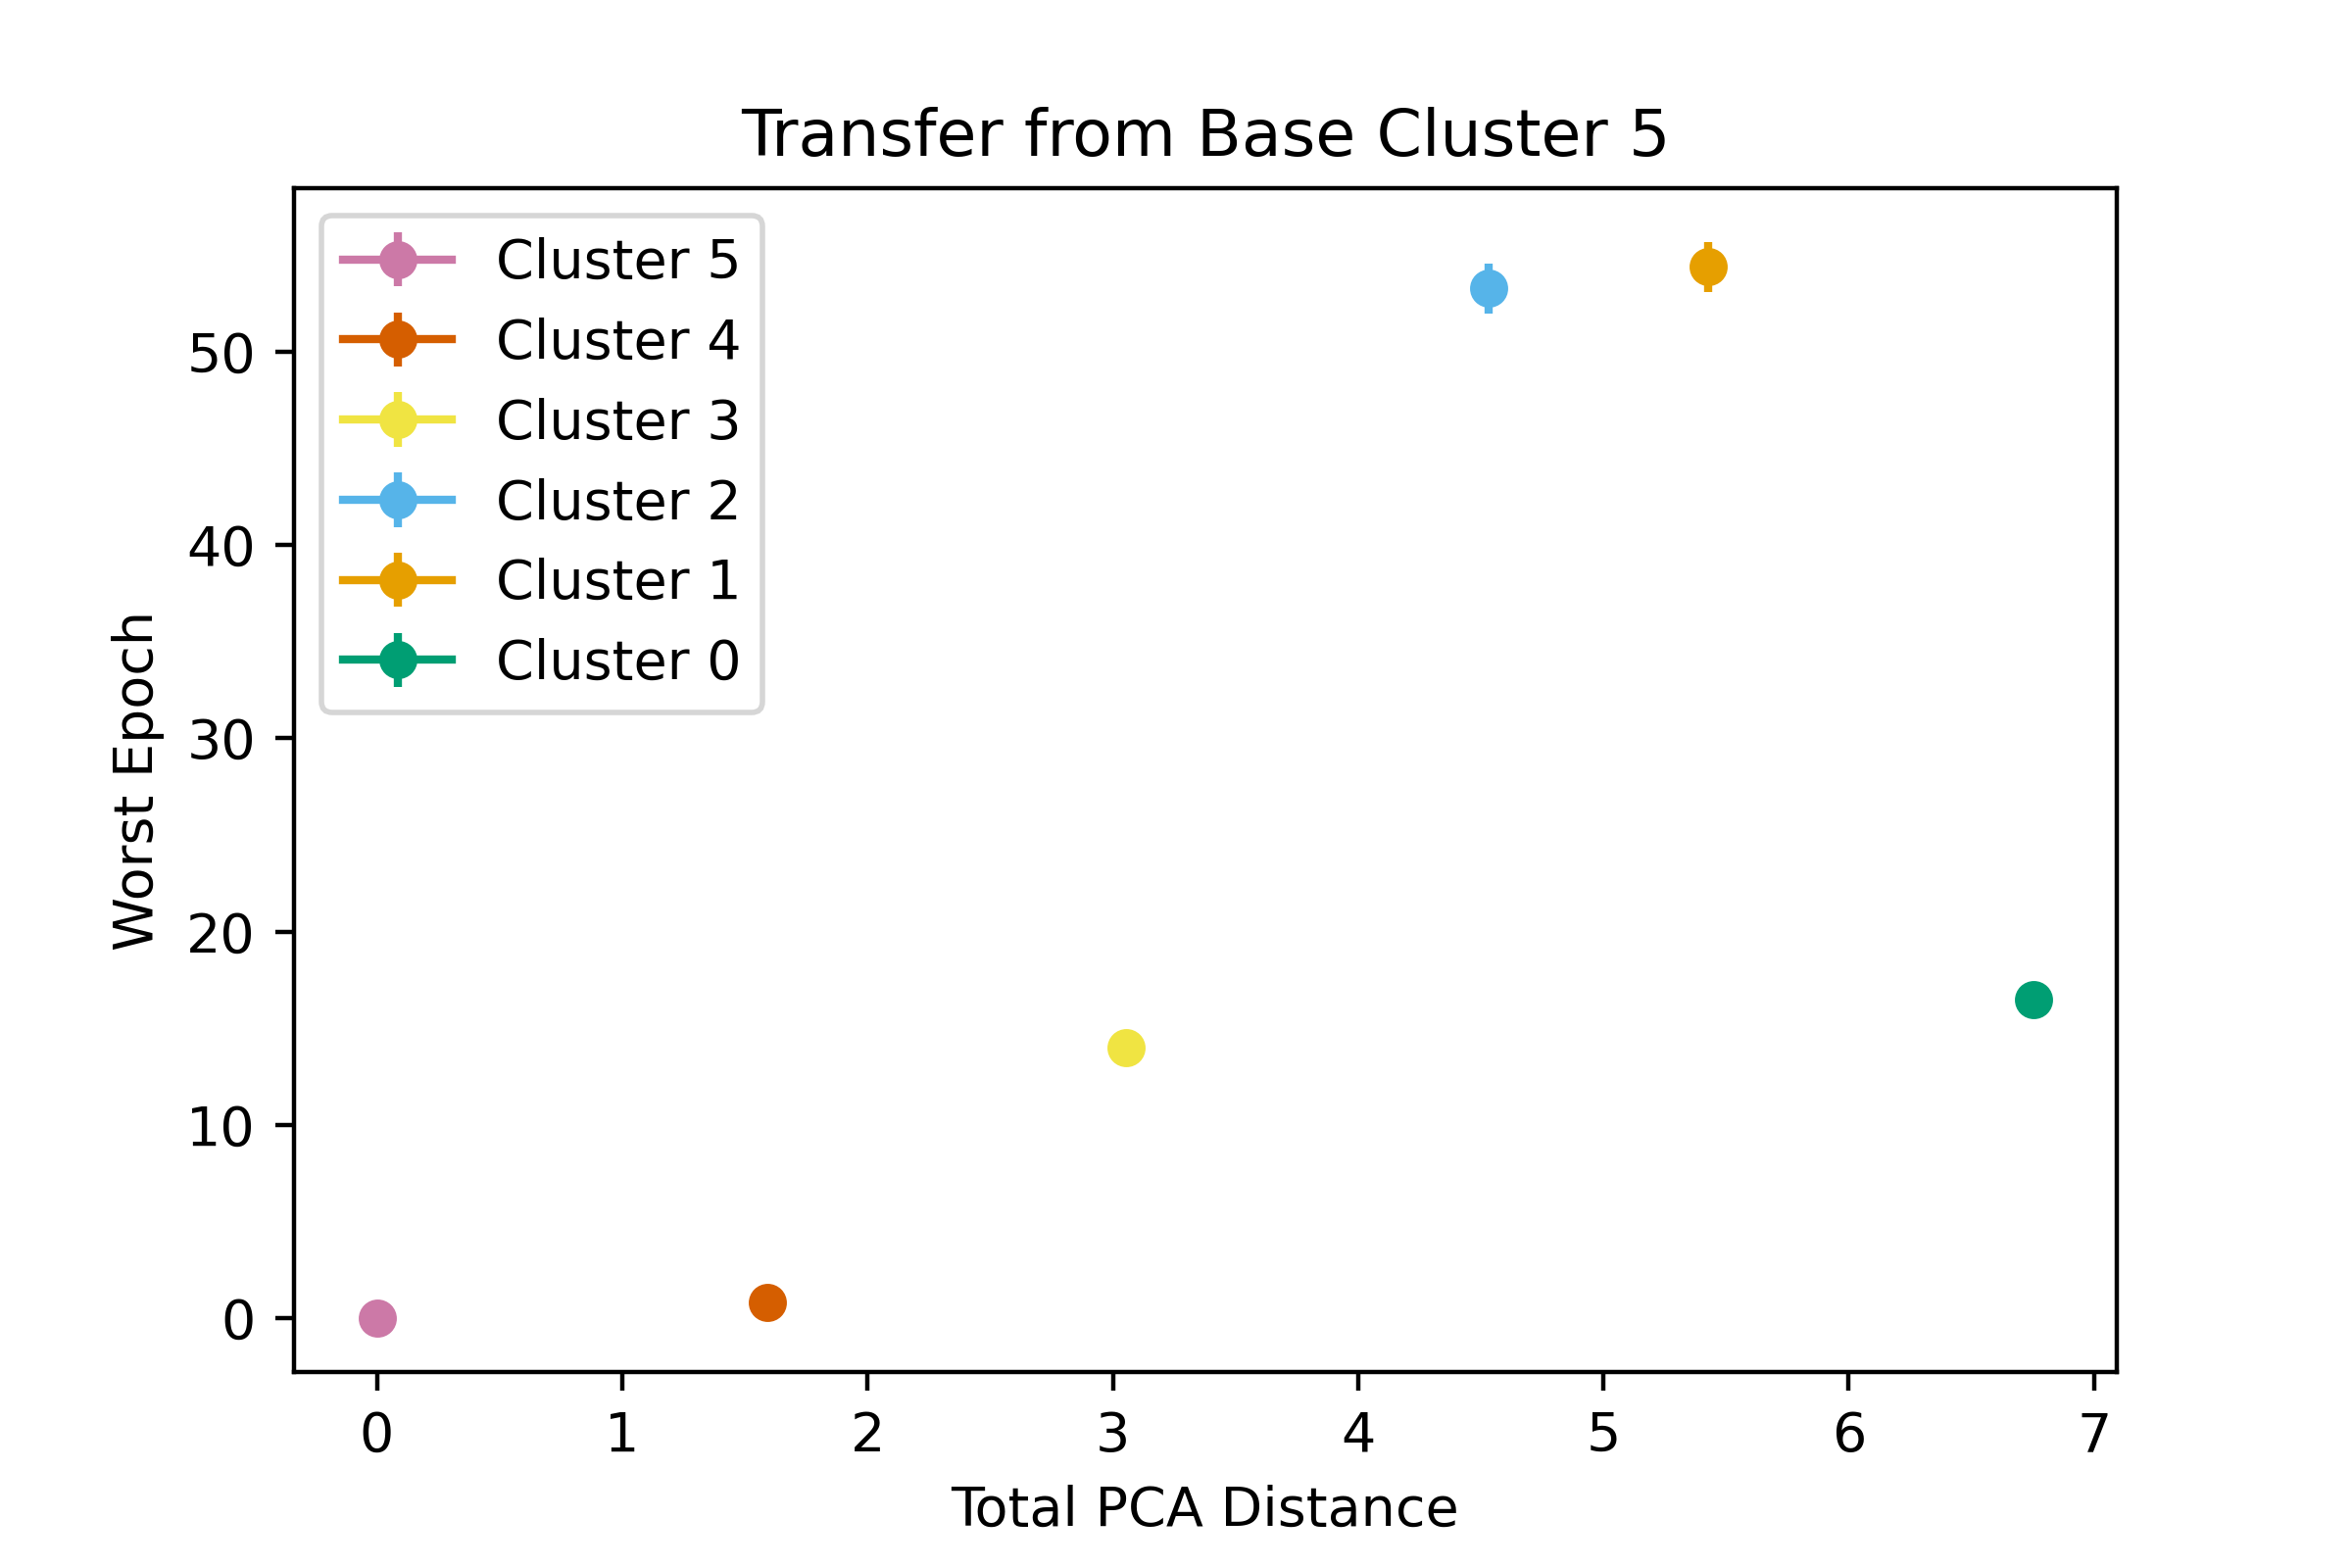 Transfer from Base Cluster 5
Cluster 5
Cluster 4
Cluster 3
Cluster 2
Cluster 1
Cluster 0
Worst Epoch
50
40
30
20
10
0
0 1 2 3 4 5 6 7
Total PCA Distance